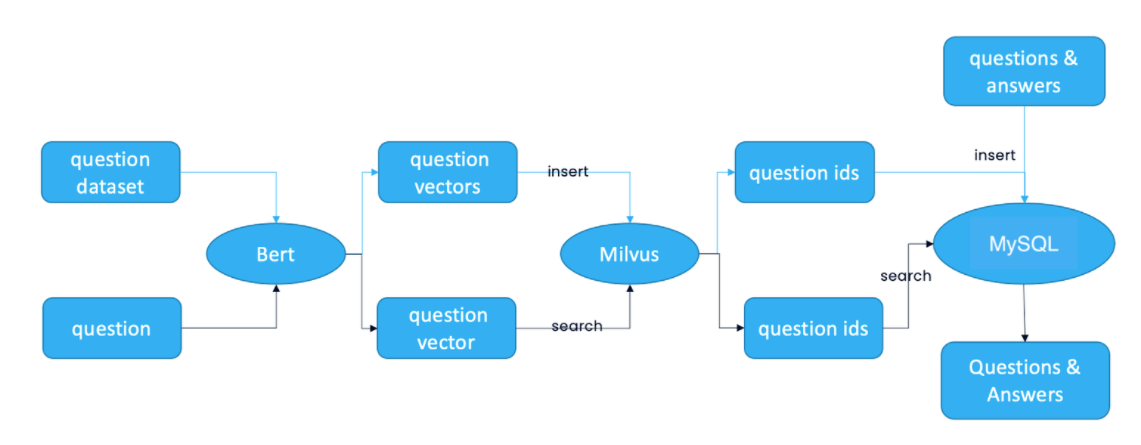 questions &
answers
question
dataset
question
vectors
insert
question ids
insert
Bert
Milvus
MySQL
question
question
vector
search
question ids
search
Questions &
Answers